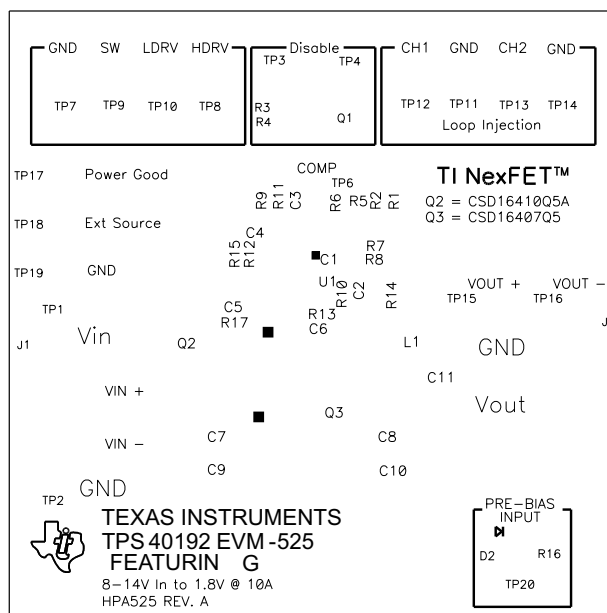 GND SW LDRV HDRV
TP7 TP9 TP10 TP8
Disable
TP3 TP4
R3
R4 Q1
CH1 GND CH2 GND
TP12 TP11 TP13 TP14
Loop Injection
TP17 Power Good
TP18 Ext Source
TP19 GND
COMP
TP6
R9 R11 C3 R6 R5 R2 R1
TI NexFET™
Q2 = CSD16410Q5A
Q3 = CSD16407Q5
C4
R15 R12 C1 R7
R8
U1 R10 C2 R14
VOUT + VOUT -
TP15 TP16
TP1 C5 R13
J1 Vin R17 C6 J
Q2 L1 GND
C11
VIN + Vout
Q3
VIN - C7 C8
C9 C10
GND
TP2
TEXAS INSTRUMENTS
TPS 40192 EVM -525
FEATURIN G
8-14V In to 1.8V @ 10A
HPA525 REV. A
PRE-BIAS
INPUT
D2 R16
TP20